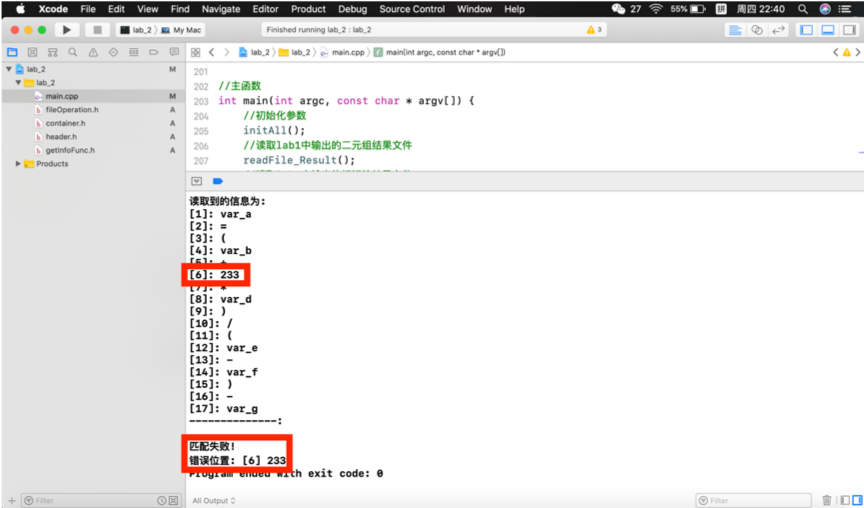 Xcode File Edit View Find Navigate Editor Product Debug Source Control Window Help 27 55% 拼 周四 22:40
lab_2 〉 My Mac Finished running lab_2 : lab_2 3
lab_2 〉 lab_2 〉 main.cpp 〉 main(int argc, const char * argv[])
lab_2 M
lab_2
main.cpp M
fileOperation.h A
container.h A
header.h A
getInfoFunc.h A
Products
201
202 //主函数
203 int main(int argc, const char * argv[]) {
204 //初始化参数
205 initAll();
206 //读取lab1中输出的二元组结果文件
207 readFile_Result();
读取到的信息为:
[1]: var_a
[2]: =
[3]: (
[4]: var_b
[5]: +
[6]: 233
[7]: *
[8]: var_d
[9]: )
[10]: /
[11]: (
[12]: var_e
[13]: -
[14]: var_f
[15]: )
[16]: -
[17]: var_g
--------------:
匹配失败!
错误位置: [6] 233
Program ended with exit code: 0
Filter All Output Filter